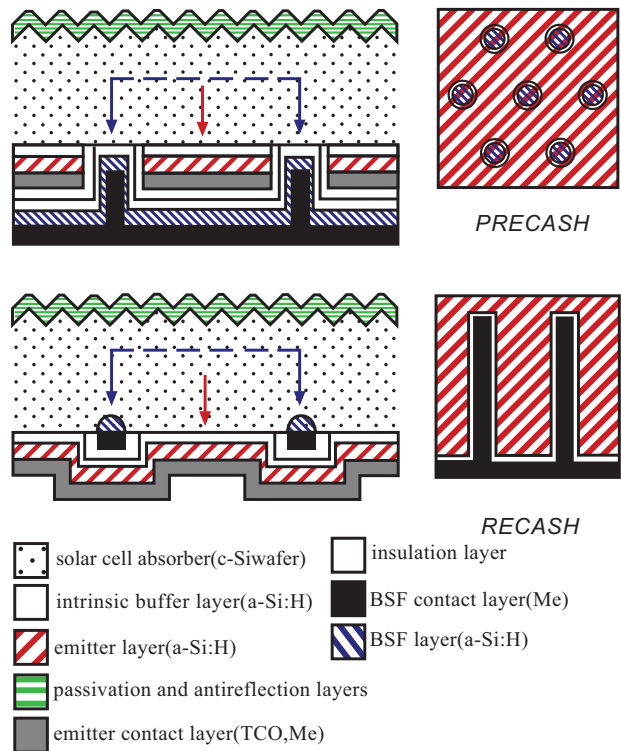 PRECASH
RECASH
solar cell absorber(c-Siwafer)
intrinsic buffer layer(a-Si:H)
emitter layer(a-Si:H)
passivation and antireflection layers
emitter contact layer(TCO,Me)
insulation layer
BSF contact layer(Me)
BSF layer(a-Si:H)